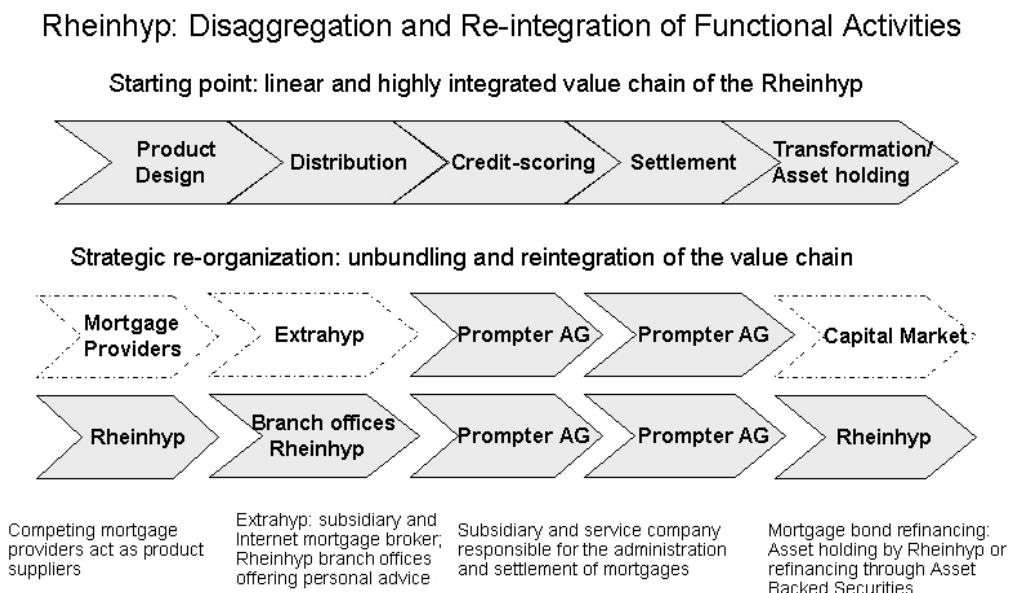 Rheinhyp: Disaggregation and Re-integration of Functional Activities
Starting point: linear and highly integrated value chain of the Rheinhyp
Product
Design
Distribution
Credit-scoring
Settlement
Transformation/
Asset holding
Strategic re-organization: unbundling and reintegration of the value chain
Mortgage
Providers
Extrahyp
Prompter AG
Prompter AG
Capital Market
Rheinhyp
Branch offices
Rheinhyp
Prompter AG
Prompter AG
Rheinhyp
Competing mortgage
providers act as product
suppliers
Extrahyp: subsidiary and
Internet mortgage broker;
Rheinhyp branch offices
offering personal advice
Subsidiary and service company
responsible for the administration
and settlement of mortgages
Mortgage bond refinancing:
Asset holding by Rheinhyp or
refinancing through Asset
Backed Securities